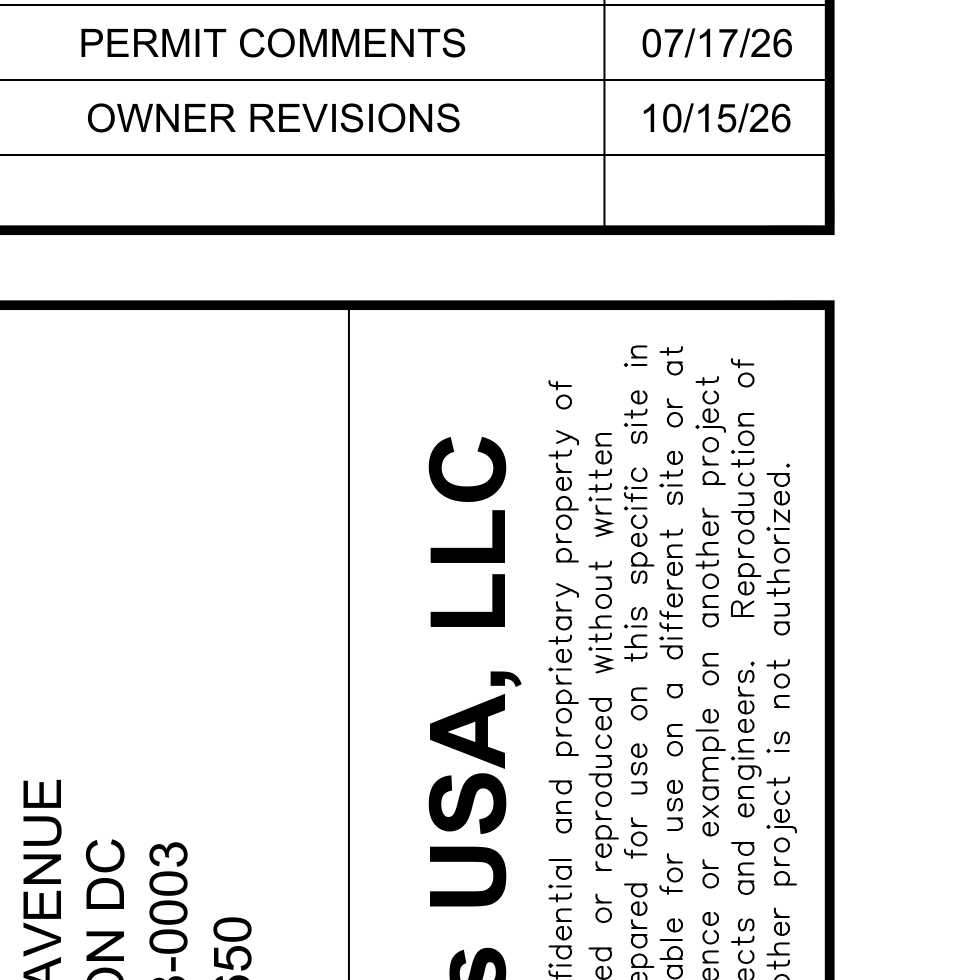 PERMIT COMMENTS 07/17/26
OWNER REVISIONS 10/15/26
AVENUE
ON DC
-0003
650
s USA, LLC
fidential and proprietary property of
ed or reproduced without written
epared for use on this specific site in
able for use on a different site or at
ence or example on another project
ects and engineers. Reproduction of
other project is not authorized.